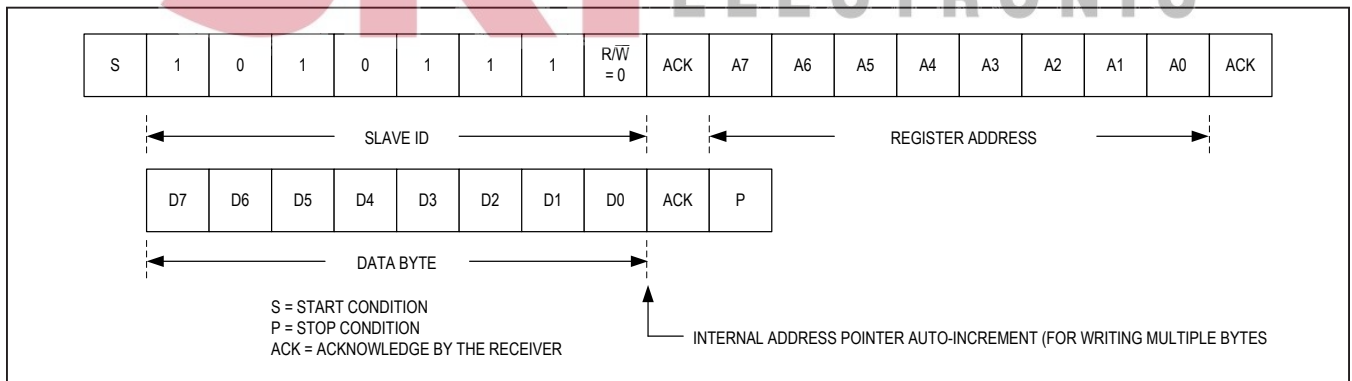 ELECTRONIC
S 1 0 1 0 1 1 1 R/W̅ = 0 ACK A7 A6 A5 A4 A3 A2 A1 A0 ACK
SLAVE ID REGISTER ADDRESS
D7 D6 D5 D4 D3 D2 D1 D0 ACK P
DATA BYTE
S = START CONDITION
P = STOP CONDITION
ACK = ACKNOWLEDGE BY THE RECEIVER
INTERNAL ADDRESS POINTER AUTO-INCREMENT (FOR WRITING MULTIPLE BYTES